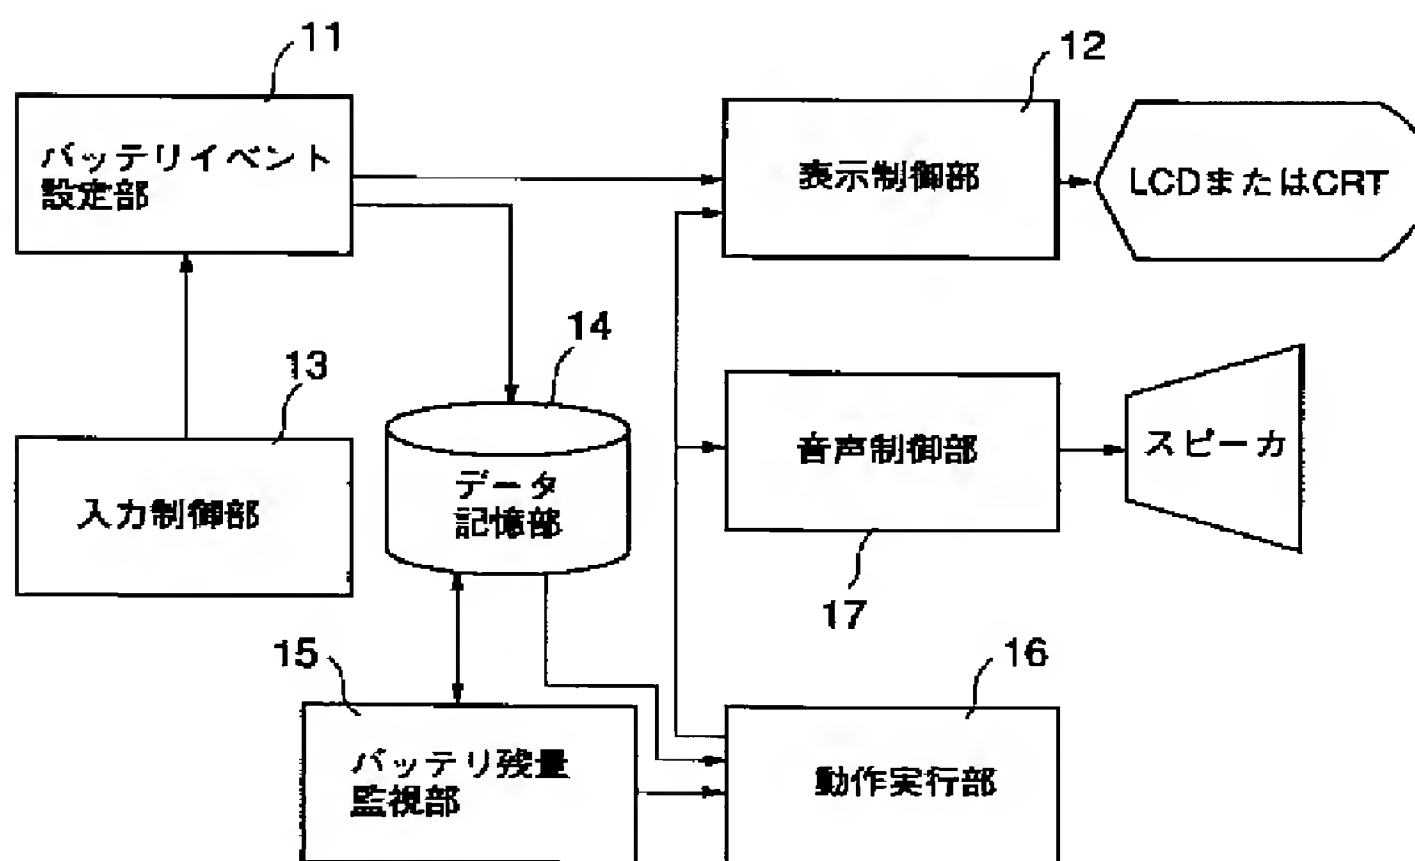 11
12
バッテリイベント
設定部
表示制御部
LCDまたはCRT
14
13
入力制御部
データ
記憶部
音声制御部
スピーカ
17
15
16
バッテリ残量
監視部
動作実行部